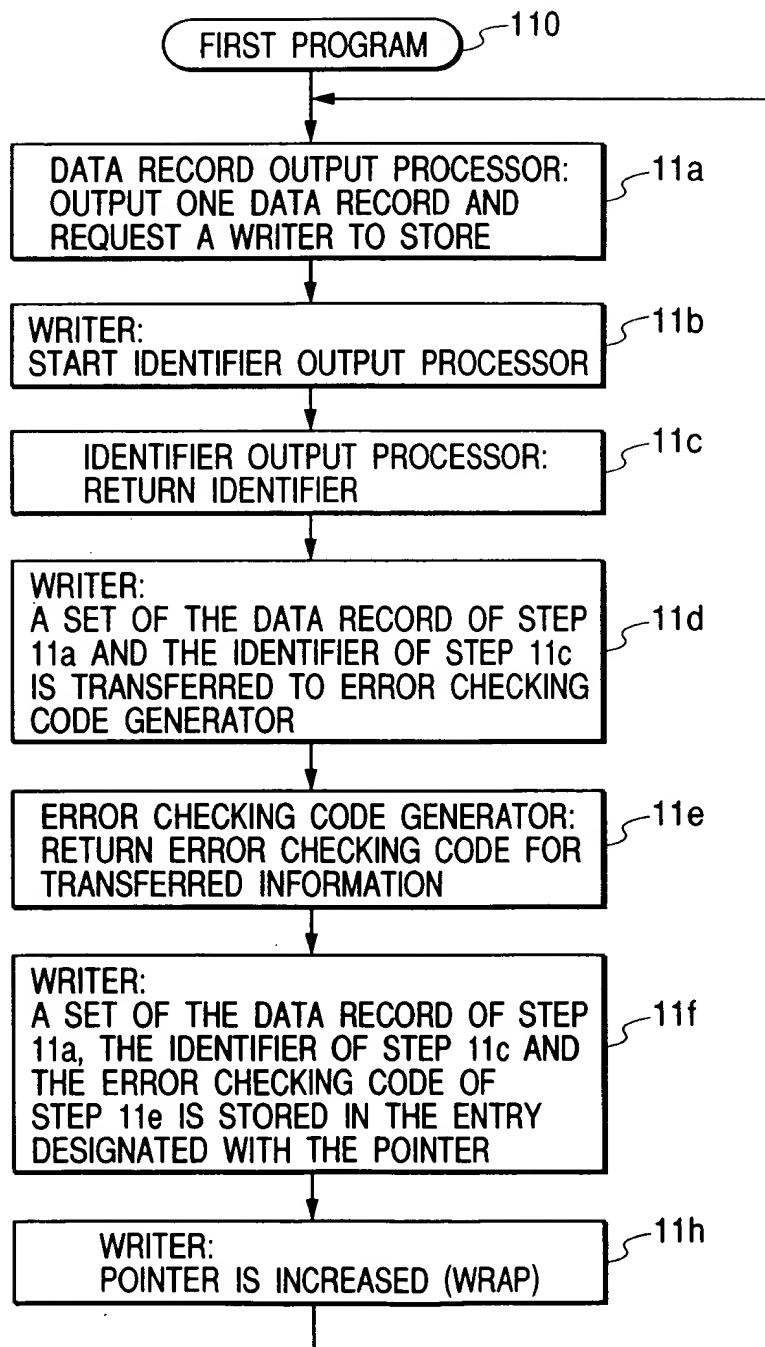 FIRST PROGRAM
110
DATA RECORD OUTPUT PROCESSOR:
OUTPUT ONE DATA RECORD AND
REQUEST A WRITER TO STORE
11a
WRITER:
START IDENTIFIER OUTPUT PROCESSOR
11b
IDENTIFIER OUTPUT PROCESSOR:
RETURN IDENTIFIER
11c
WRITER:
A SET OF THE DATA RECORD OF STEP
11a AND THE IDENTIFIER OF STEP 11c
IS TRANSFERRED TO ERROR CHECKING
CODE GENERATOR
11d
ERROR CHECKING CODE GENERATOR:
RETURN ERROR CHECKING CODE FOR
TRANSFERRED INFORMATION
11e
WRITER:
A SET OF THE DATA RECORD OF STEP
11a, THE IDENTIFIER OF STEP 11c AND
THE ERROR CHECKING CODE OF
STEP 11e IS STORED IN THE ENTRY
DESIGNATED WITH THE POINTER
11f
WRITER:
POINTER IS INCREASED (WRAP)
11h